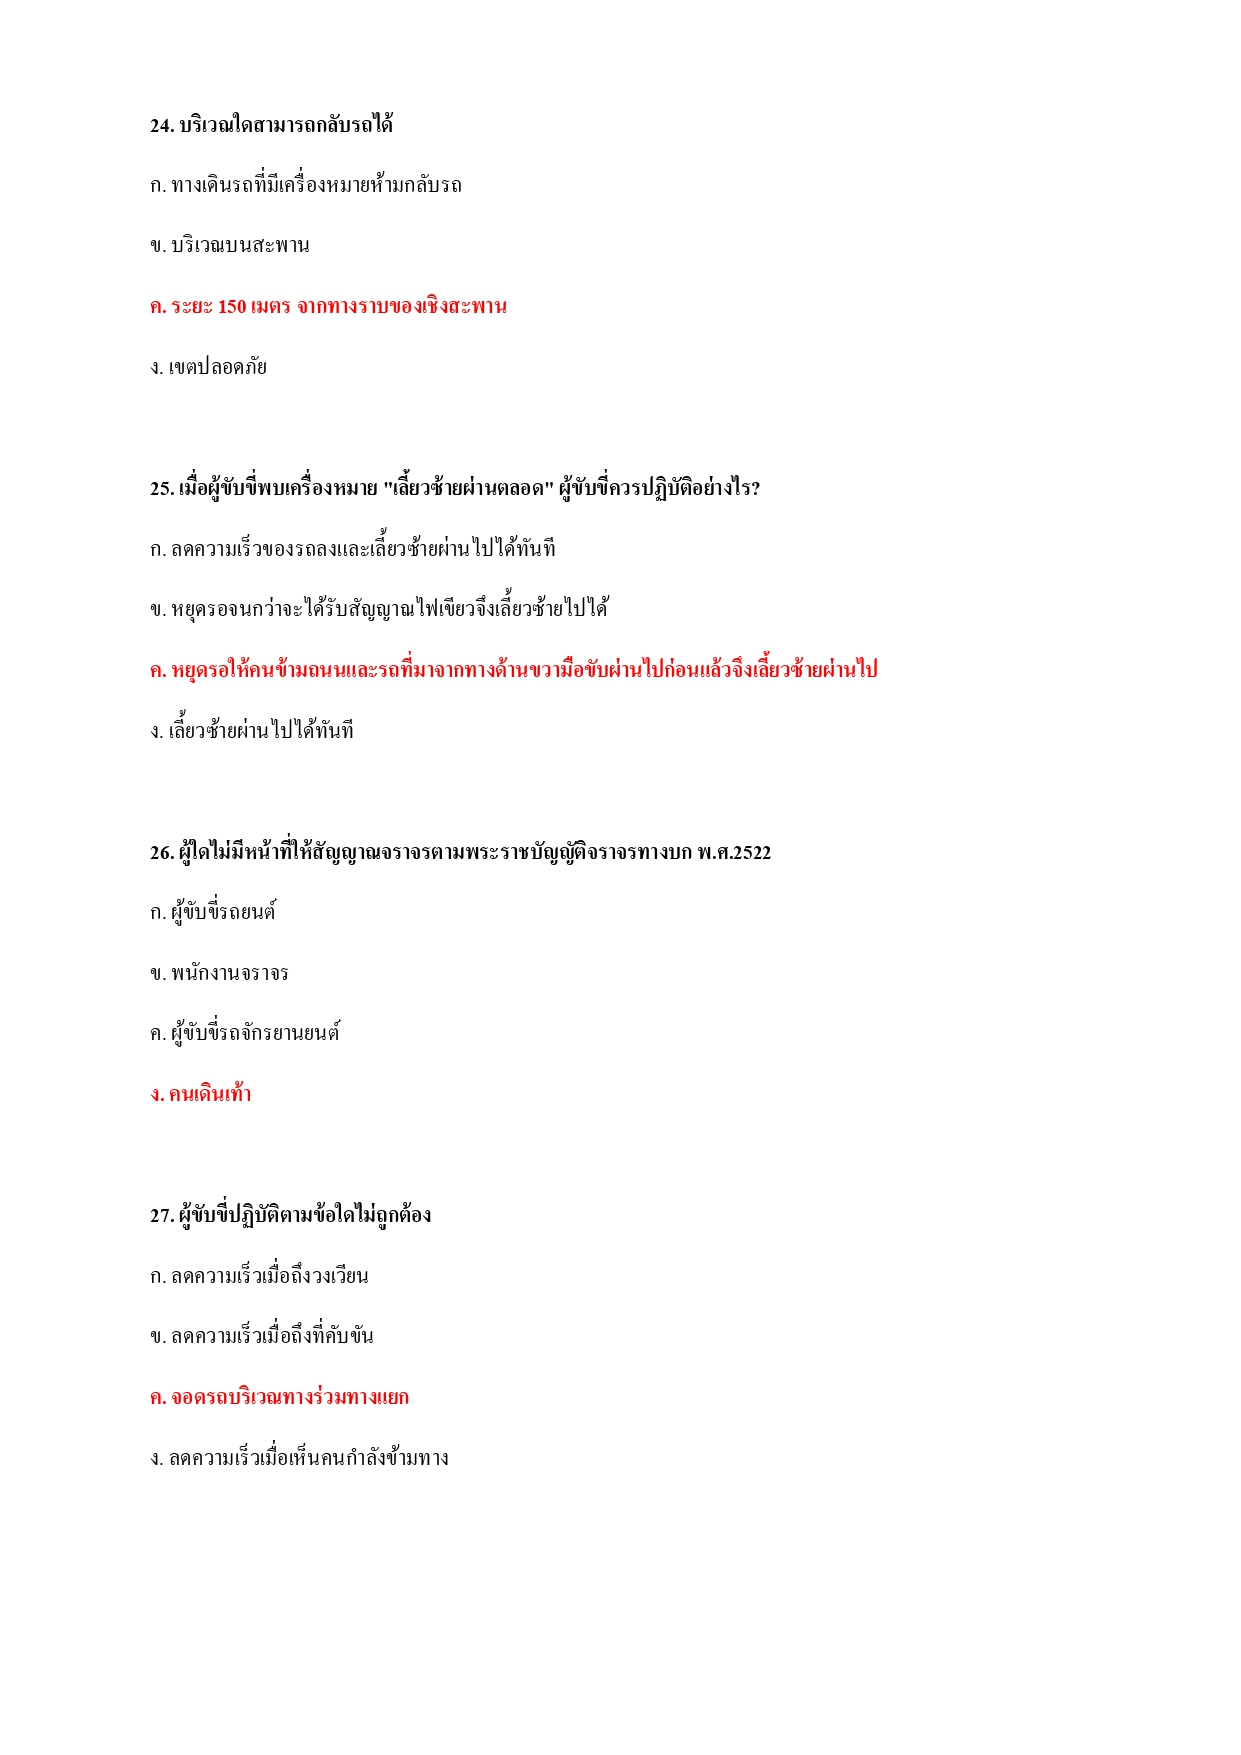 24. บริเวณใดสามารถกลับรถได้
ก. ทางเดินรถที่มีเครื่องหมายห้ามกลับรถ
ข. บริเวณบนสะพาน
ค. ระยะ 150 เมตร จากทางราบของเชิงสะพาน
ง. เขตปลอดภัย
25. เมื่อผู้ขับขี่พบเครื่องหมาย "เลี้ยวซ้ายผ่านตลอด" ผู้ขับขี่ควรปฏิบัติอย่างไร?
ก. ลดความเร็วของรถลงและเลี้ยวซ้ายผ่านไปได้ทันที
ข. หยุดรอจนกว่าจะได้รับสัญญาณไฟเขียวจึงเลี้ยวซ้ายไปได้
ค. หยุดรอให้คนข้ามถนนและรถที่มาจากทางด้านขวามือขับผ่านไปก่อนแล้วจึงเลี้ยวซ้ายผ่านไป
ง. เลี้ยวซ้ายผ่านไปได้ทันที
26. ผู้ใดไม่มีหน้าที่ให้สัญญาณจราจรตามพระราชบัญญัติจราจรทางบก พ.ศ.2522
ก. ผู้ขับขี่รถยนต์
ข. พนักงานจราจร
ค. ผู้ขับขี่รถจักรยานยนต์
ง. คนเดินเท้า
27. ผู้ขับขี่ปฏิบัติตามข้อใดไม่ถูกต้อง
ก. ลดความเร็วเมื่อถึงวงเวียน
ข. ลดความเร็วเมื่อถึงที่คับขัน
ค. จอดรถบริเวณทางร่วมทางแยก
ง. ลดความเร็วเมื่อเห็นคนกำลังข้ามทาง